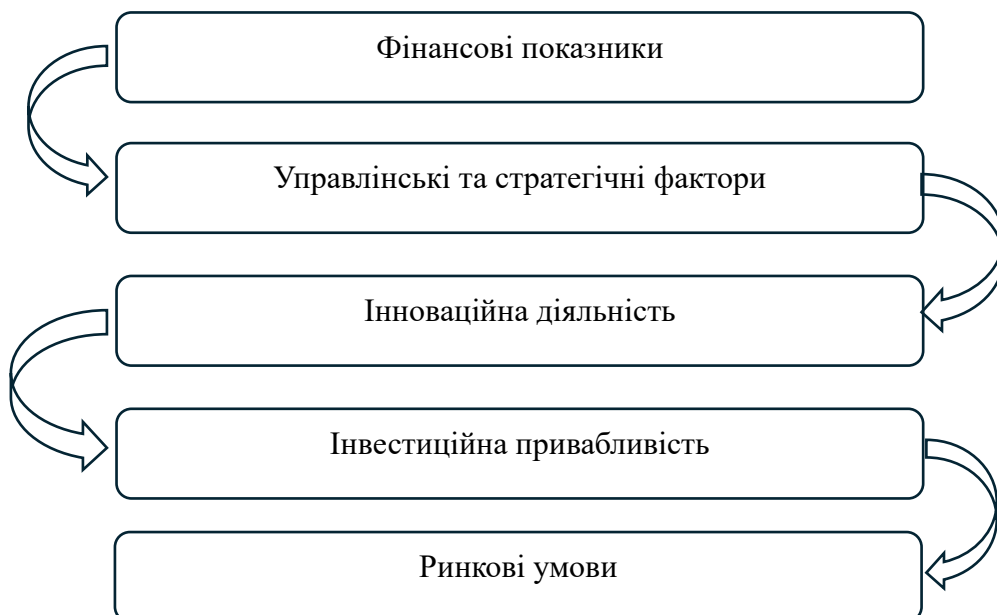 Фінансові показники
Управлінські та стратегічні фактори
Інноваційна діяльність
Інвестиційна привабливість
Ринкові умови